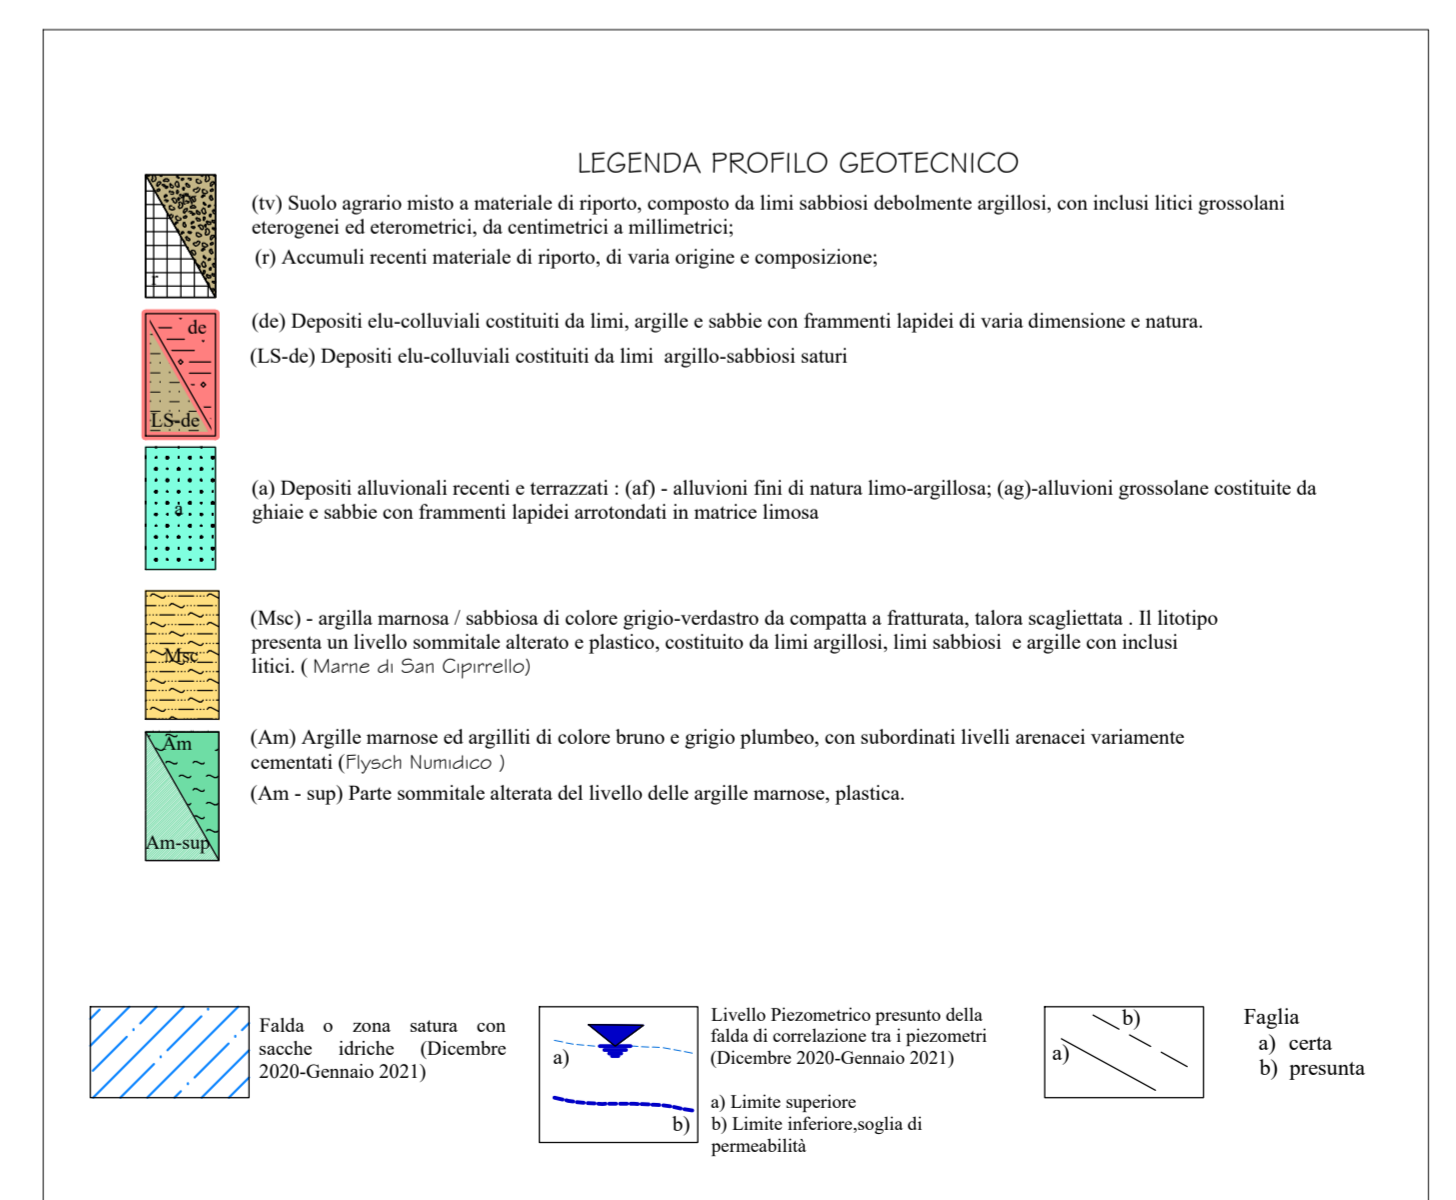 LEGENDA PROFILO GEOTECNICO
(tv) Suolo agrario misto a materiale di riporto, composto da limi sabbiosi debolmente argillosi, con inclusi litici grossolani
eterogenei ed eterometrici, da centimetrici a millimetrici;
r
(r) Accumuli recenti materiale di riporto, di varia origine e composizione;
de
(de) Depositi elu-colluviali costituiti da limi, argille e sabbie con frammenti lapidei di varia dimensione e natura.
(LS-de) Depositi elu-colluviali costituiti da limi argillo-sabbiosi saturi
LS-de
a
(a) Depositi alluvionali recenti e terrazzati : (af) - alluvioni fini di natura limo-argillosa; (ag)-alluvioni grossolane costituite da
ghiaie e sabbie con frammenti lapidei arrotondati in matrice limosa
Msc
(Msc) - argilla marnosa / sabbiosa di colore grigio-verdastro da compatta a fratturata, talora scagliettata . Il litotipo
presenta un livello sommitale alterato e plastico, costituito da limi argillosi, limi sabbiosi e argille con inclusi
litici. ( Marne di San Cipirrello)
Am
(Am) Argille marnose ed argilliti di colore bruno e grigio plumbeo, con subordinati livelli arenacei variamente
cementati (Flysch Numidico )
(Am - sup) Parte sommitale alterata del livello delle argille marnose, plastica.
Am-sup
Falda o zona satura con
sacche idriche (Dicembre
2020-Gennaio 2021)
a)
b)
Livello Piezometrico presunto della
falda di correlazione tra i piezometri
(Dicembre 2020-Gennaio 2021)
a) Limite superiore
b) Limite inferiore,soglia di
permeabilità
b)
a)
Faglia
a) certa
b) presunta